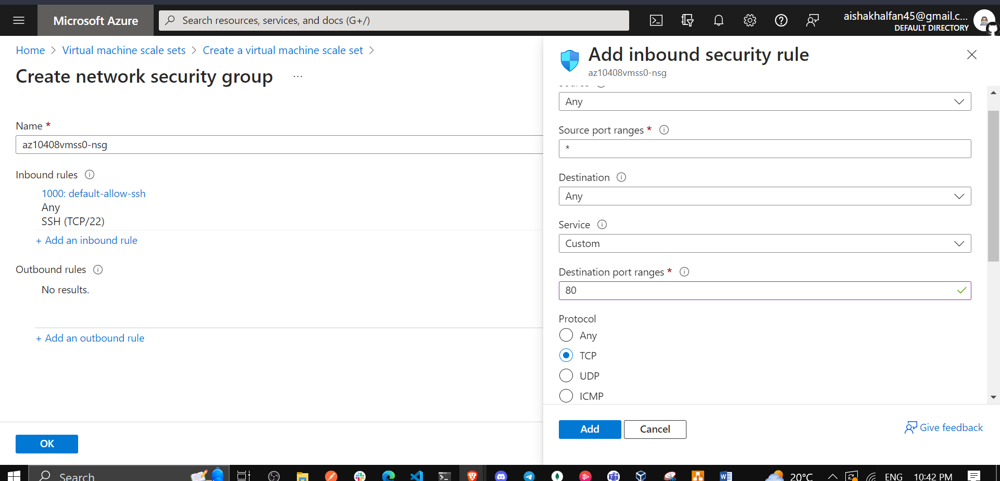 Microsoft Azure
Search resources, services, and docs (G+/)
aishakhalfan45@gmail.c...
DEFAULT DIRECTORY
Home > Virtual machine scale sets > Create a virtual machine scale set >
Create network security group ...
Name *
az10408vmss0-nsg
Inbound rules
1000: default-allow-ssh
Any
SSH (TCP/22)
+ Add an inbound rule
Outbound rules
No results.
+ Add an outbound rule
OK
Add inbound security rule
az10408vmss0-nsg
Source
Any
Source port ranges *
*
Destination
Any
Service
Custom
Destination port ranges *
80
Protocol
Any
TCP
UDP
ICMP
Add
Cancel
Give feedback
Search
20°C
ENG
10:42 PM